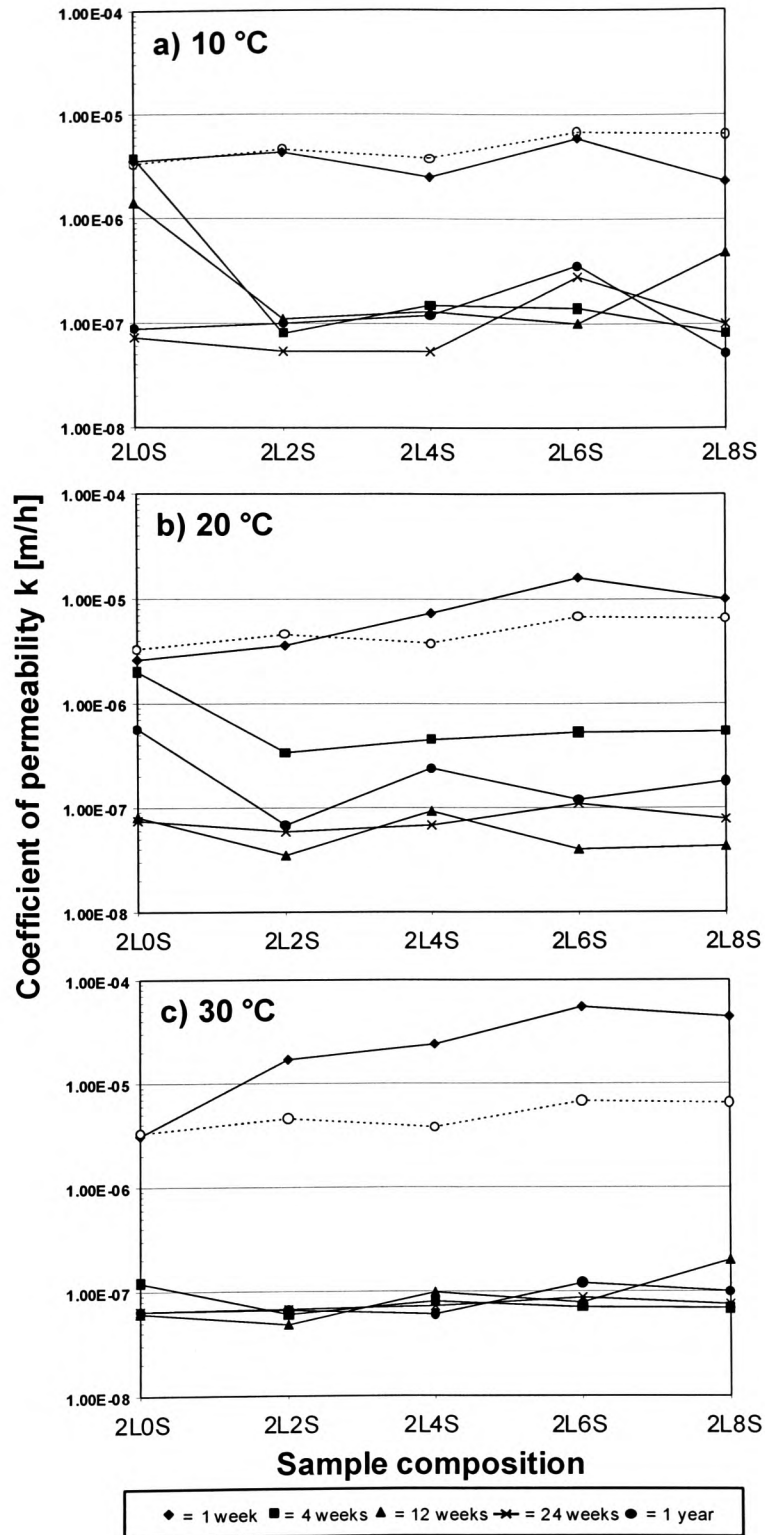 Coefficient of permeability k [m/h]
a) 10 °C
1.00E-04
1.00E-05
1.00E-06
1.00E-07
1.00E-08
2L0S 2L2S 2L4S 2L6S 2L8S
b) 20 °C
1.00E-04
1.00E-05
1.00E-06
1.00E-07
1.00E-08
2L0S 2L2S 2L4S 2L6S 2L8S
c) 30 °C
1.00E-04
1.00E-05
1.00E-06
1.00E-07
1.00E-08
2L0S 2L2S 2L4S 2L6S 2L8S
Sample composition
= 1 week = 4 weeks = 12 weeks = 24 weeks = 1 year